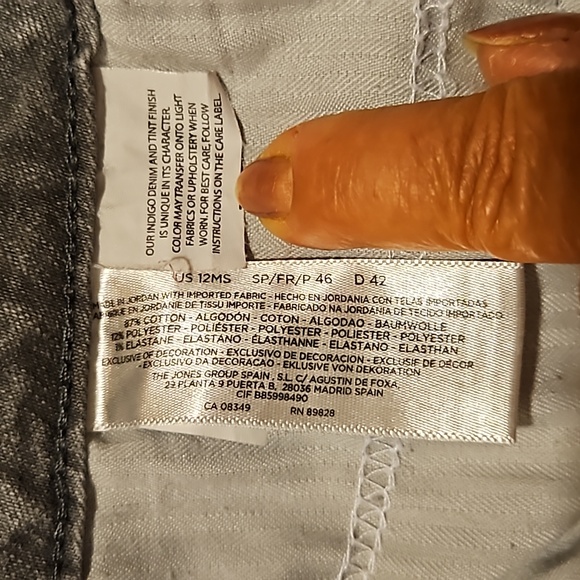 OUR INDIGO DENIM AND TINT FINISH
IS UNIQUE IN ITS CHARACTER.
COLOR MAY TRANSFER ONTO LIGHT
FABRICS OR UPHOLSTERY WHEN
WORN. FOR BEST CARE, FOLLOW
INSTRUCTIONS ON THE CARE LABEL.
US 12MS SP/FR/P 46 D 42
MADE IN JORDAN WITH IMPORTED FABRIC - HECHO EN JORDANIA CON TELAS IMPORTADAS
FABRIQUE EN JORDANIE DE TISSU IMPORTE - FABRICADO NA JORDANIA DE TECIDO IMPORTADO
87% COTTON - ALGODÓN - COTON - ALGODAO - BAUMWOLLE
12% POLYESTER - POLIÉSTER - POLYESTER - POLIESTER - POLYESTER
1% ELASTANE - ELASTANO - ÉLASTHANNE - ELASTANO - ELASTHAN
EXCLUSIVE OF DECORATION - EXCLUSIVO DE DECORACION - EXCLUSIF DE DÉCOR
- EXCLUSIVO DA DECORACAO - EKLUSIVE VON DEKORATION
THE JONES GROUP SPAIN, S.L. C/ AGUSTIN DE FOXA,
29 PLANTA 9 PUERTA B, 28036 MADRID SPAIN
CIF BB5998490
CA 08349 RN 89828